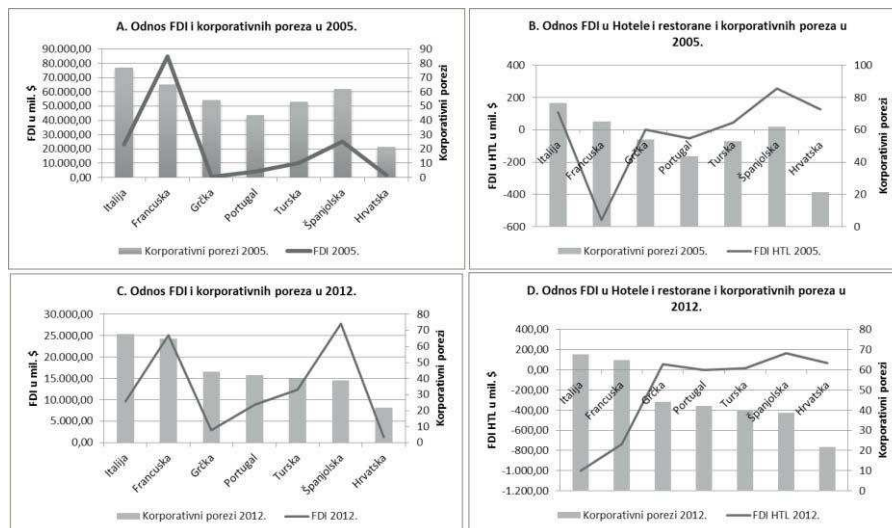 A. Odnos FDI i korporativnih poreza u 2005.
FDI u mil. $
90.000,00
80.000,00
70.000,00
60.000,00
50.000,00
40.000,00
30.000,00
20.000,00
10.000,00
0,00
90
80
70
60
50
40
30
20
10
0
Korporativni porezi
Italija
Francuska
Grčka
Portugal
Turska
Španjolska
Hrvatska
Korporativni porezi 2005.
FDI 2005.
B. Odnos FDI u Hotele i restorane i korporativnih poreza u
2005.
FDI u HTL u mil. $
400
200
0
-200
-400
-600
100
80
60
40
20
0
Korporativni porezi
Italija
Francuska
Grčka
Portugal
Turska
Španjolska
Hrvatska
Korporativni porezi 2005.
FDI HTL 2005.
C. Odnos FDI i korporativnih poreza u 2012.
FDI u mil. $
30.000,00
25.000,00
20.000,00
15.000,00
10.000,00
5.000,00
0,00
80
70
60
50
40
30
20
10
0
Korporativni porezi
Italija
Francuska
Grčka
Portugal
Turska
Španjolska
Hrvatska
Korporativni porezi 2012.
FDI 2012.
D. Odnos FDI u Hotele i restorane i korporativnih poreza u
2012.
FDI HTL u mil. $
400,00
200,00
0,00
-200,00
-400,00
-600,00
-800,00
-1.000,00
-1.200,00
80
70
60
50
40
30
20
10
0
Korporativni porezi
Italija
Francuska
Grčka
Portugal
Turska
Španjolska
Hrvatska
Korporativni porezi 2012.
FDI HTL 2012.